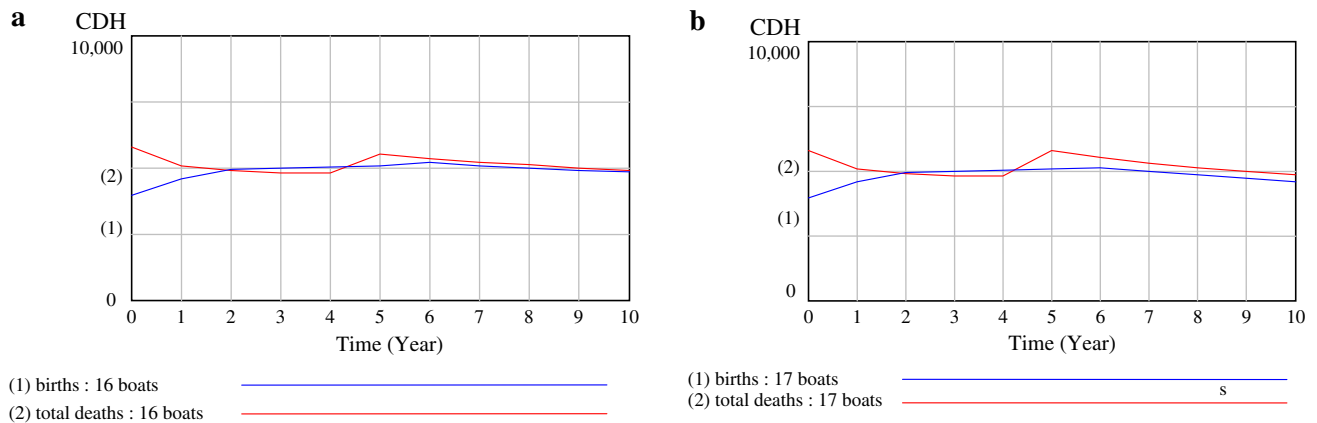 a
CDH
10,000
(2)
(1)
0
0 1 2 3 4 5 6 7 8 9 10
Time (Year)
(1) births : 16 boats
(2) total deaths : 16 boats
b
CDH
10,000
(2)
(1)
0
0 1 2 3 4 5 6 7 8 9 10
Time (Year)
(1) births : 17 boats
s
(2) total deaths : 17 boats